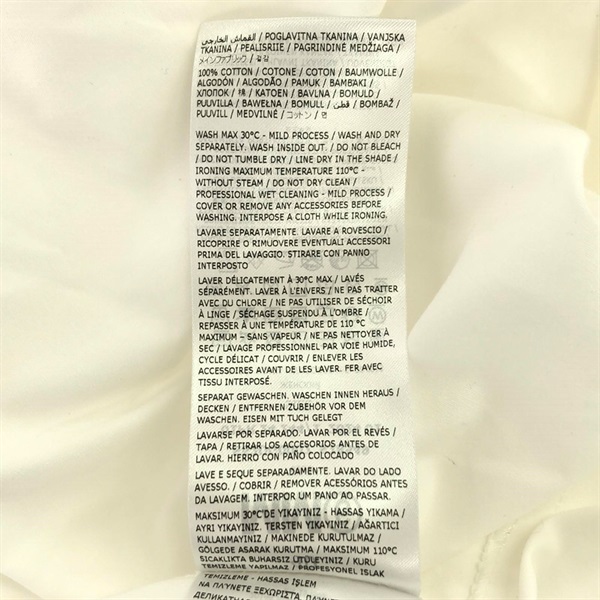 القماش الخارجي / POGLAVITNA TKANINA / VANJSKA
TKANINA / PEALISRIIE / PAGRINDINĖ MEDŽIAGA /
メインファブリック / 겉감
100% COTTON / COTONE / COTON / BAUMWOLLE /
ALGODÓN / ALGODÃO / PAMUK / ΒΑΜΒΑΚΙ /
ХЛОПОК / 棉 / KATOEN / BAVLNA / BOMULD /
PUUVILLA / BAWEŁNA / BOMULL / قطن / BOMBAŽ /
PUUVILL / MEDVILNĖ / コットン / 면
WASH MAX 30°C - MILD PROCESS / WASH AND DRY
SEPARATELY. WASH INSIDE OUT. / DO NOT BLEACH
/ DO NOT TUMBLE DRY / LINE DRY IN THE SHADE /
IRONING MAXIMUM TEMPERATURE 110°C -
WITHOUT STEAM / DO NOT DRY CLEAN /
PROFESSIONAL WET CLEANING - MILD PROCESS /
COVER OR REMOVE ANY ACCESSORIES BEFORE
WASHING. INTERPOSE A CLOTH WHILE IRONING.
LAVARE SEPARATAMENTE. LAVARE A ROVESCIO /
RICOPRIRE O RIMUOVERE EVENTUALI ACCESSORI
PRIMA DEL LAVAGGIO. STIRARE CON PANNO
INTERPOSTO
LAVER DÉLICATEMENT À 30°C MAX / LAVÉS
SÉPARÉMENT. LAVER À L'ENVERS / NE PAS TRAITER
AVEC DU CHLORE / NE PAS UTILISER DE SÉCHOIR
À LINGE / SÉCHAGE SUSPENDU À L'OMBRE /
REPASSER À UNE TEMPÉRATURE DE 110 °C
MAXIMUM – SANS VAPEUR / NE PAS NETTOYER À
SEC / LAVAGE PROFESSIONNEL PAR VOIE HUMIDE,
CYCLE DÉLICAT / COUVRIR / ENLEVER LES
ACCESSOIRES AVANT DE LES LAVER. FER AVEC
TISSU INTERPOSÉ.
SEPARAT GEWASCHEN. WASCHEN INNEN HERAUS /
DECKEN / ENTFERNEN ZUBEHÖR VOR DEM
WASCHEN. EISEN MIT TUCH GELEGT
LAVARSE POR SEPARADO. LAVAR POR EL REVÉS /
TAPA / RETIRAR LOS ACCESORIOS ANTES DE
LAVAR. HIERRO CON PAÑO COLOCADO
LAVE E SEQUE SEPARADAMENTE. LAVAR DO LADO
AVESSO. / COBRIR / REMOVER ACESSÓRIOS ANTES
DA LAVAGEM. INTERPOR UM PANO AO PASSAR.
MAKSIMUM 30°C'DE YIKAYINIZ - HASSAS YIKAMA /
AYRI YIKAYINIZ. TERSTEN YIKAYINIZ / AĞARTICI
KULLANMAYINIZ / MAKINEDE KURUTULMAZ /
GÖLGEDE ASARAK KURUTMA / MAKSIMUM 110°C
SICAKLIKTA BUHARSIZ ÜTÜLEYINIZ / KURU
TEMIZLEME YAPILMAZ / PROFESYONEL ISLAK
TEMIZLEME - HASSAS İŞLEM
ΝΑ ΠΛΥΝΕΤΕ ΞΕΧΩΡΙΣΤΑ. ΠΛΥΝΕΤΕ